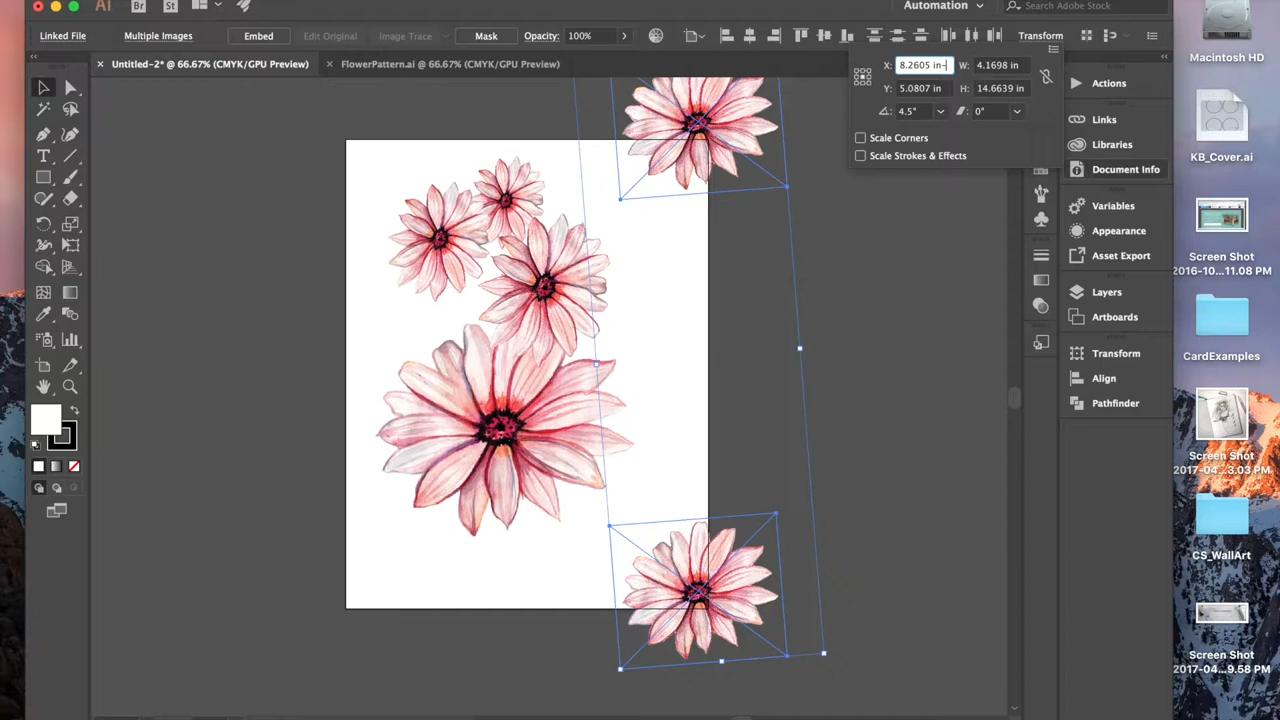 Ai Br St Automation Search Adobe Stock
Linked File Multiple Images Embed Edit Original Image Trace Mask Opacity: 100% Transform
× Untitled-2* @ 66.67% (CMYK/GPU Preview) × FlowerPattern.ai @ 66.67% (CMYK/GPU Preview)
X: 8.2605 in- W: 4.1698 in
Y: 5.0807 in H: 14.6639 in
4.5° 0°
Scale Corners
Scale Strokes & Effects
Actions
Links
Libraries
Document Info
Variables
Appearance
Asset Export
Layers
Artboards
Transform
Align
Pathfinder
T
Macintosh HD
KB_Cover.ai
Screen Shot
2016-10...11.08 PM
CardExamples
Screen Shot
2017-04...3.03 PM
CS_WallArt
Screen Shot
2017-04...9.58 PM